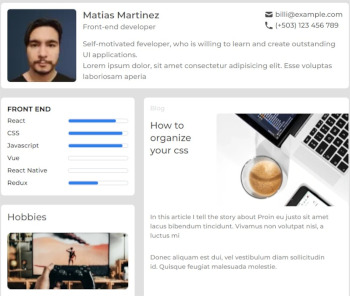 Matias Martinez
Front-end developer
billi@example.com
(+503) 123 456 789
Self-motivated feveloper, who is willing to learn and create outstanding
UI applications.
Lorem ipsum dolor, sit amet consectetur adipisicing elit. Esse voluptas
laboriosam aperia
FRONT END
React
CSS
Javascript
Vue
React Native
Redux
Hobbies
Blog
How to
organize
your css
In this article I tell the story about Proin eu justo sit amet
lacus bibendum tincidunt. Vivamus non volutpat nisl, a
luctus mi
Donec aliquam est dui, vel vestibulum diam sollicitudin
id. Quisque feugiat malesuada molestie.